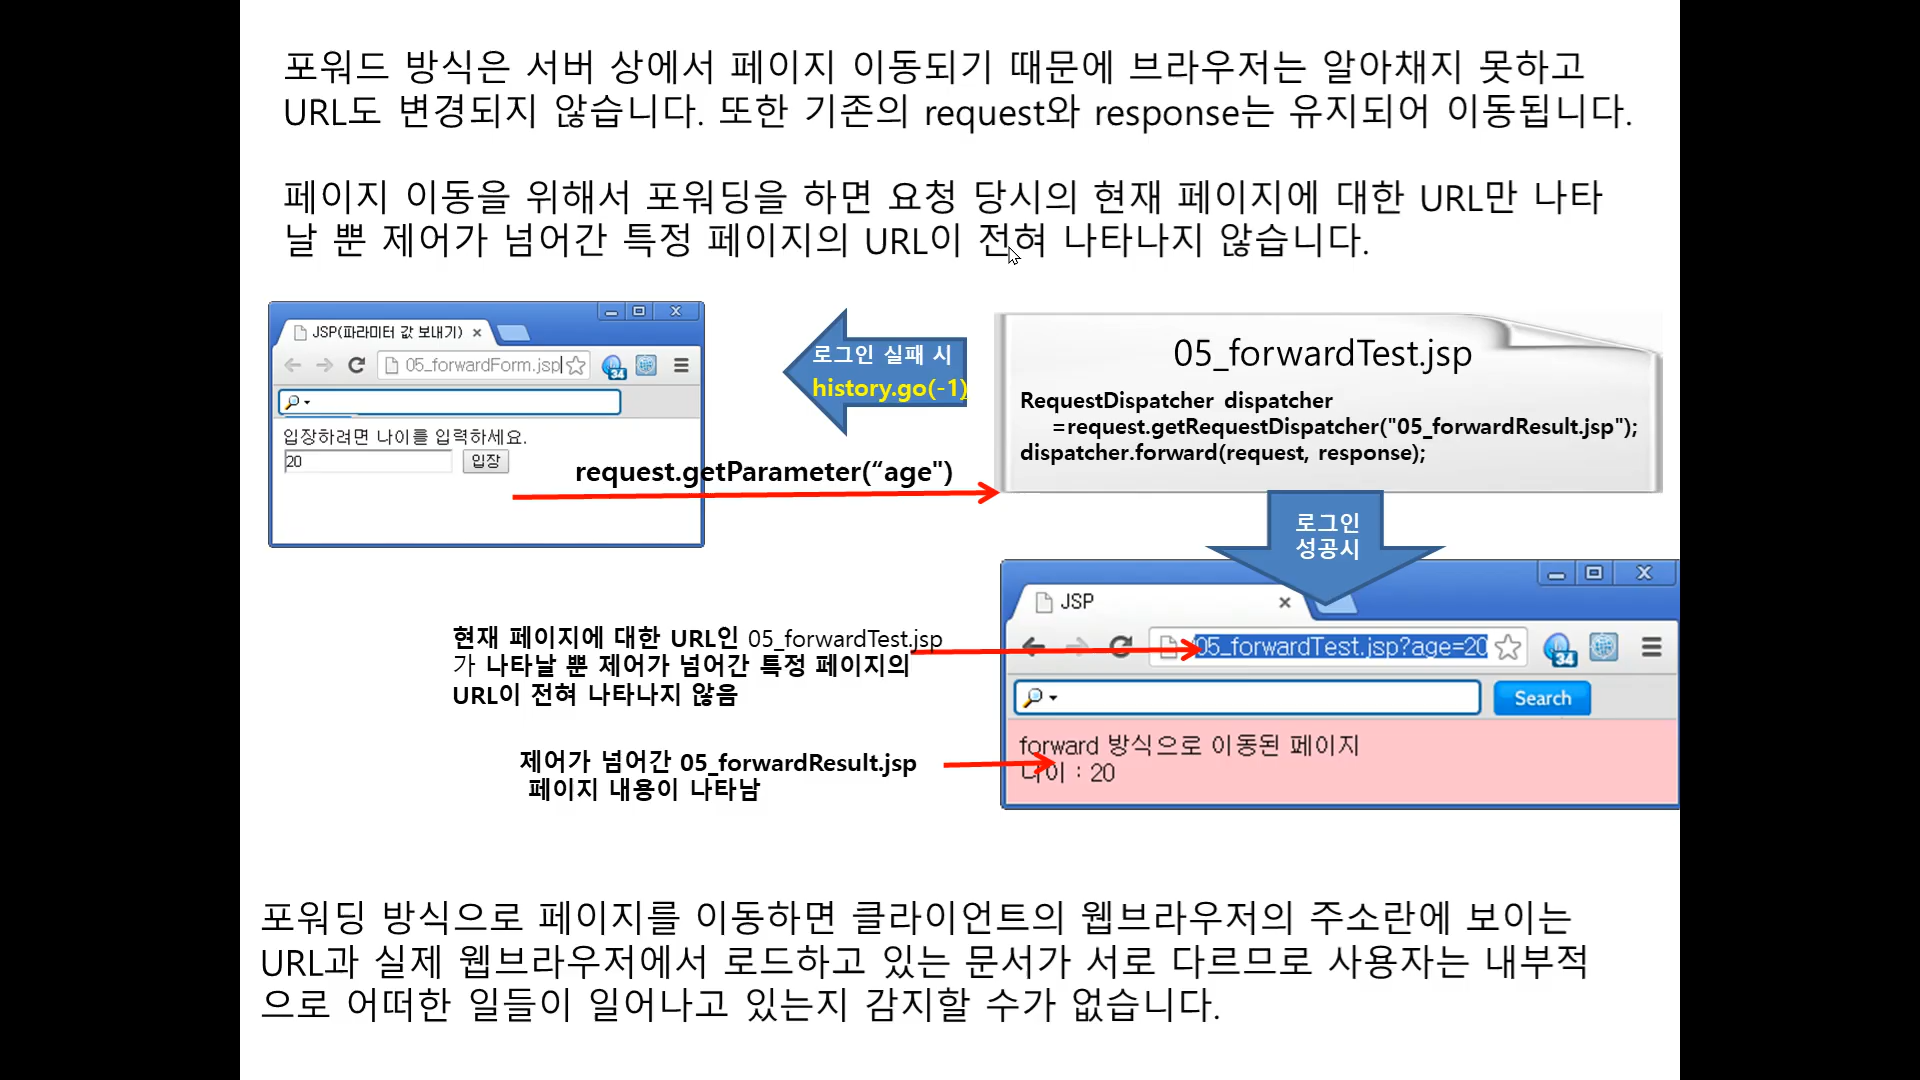 포워드 방식은 서버 상에서 페이지 이동되기 때문에 브라우저는 알아채지 못하고
URL도 변경되지 않습니다. 또한 기존의 request와 response는 유지되어 이동됩니다.
페이지 이동을 위해서 포워딩을 하면 요청 당시의 현재 페이지에 대한 URL만 나타
날 뿐 제어가 넘어간 특정 페이지의 URL이 전혀 나타나지 않습니다.
JSP(파라미터 값 보내기)
05_forwardForm.jsp
34
입장하려면 나이를 입력하세요.
20
입장
로그인 실패 시
history.go(-1)
request.getParameter(“age")
05_forwardTest.jsp
RequestDispatcher dispatcher
=request.getRequestDispatcher("05_forwardResult.jsp");
dispatcher.forward(request, response);
로그인
성공시
JSP
05_forwardTest.jsp?age=20
34
Search
forward 방식으로 이동된 페이지
나이 : 20
현재 페이지에 대한 URL인 05_forwardTest.jsp
가 나타날 뿐 제어가 넘어간 특정 페이지의
URL이 전혀 나타나지 않음
제어가 넘어간 05_forwardResult.jsp
페이지 내용이 나타남
포워딩 방식으로 페이지를 이동하면 클라이언트의 웹브라우저의 주소란에 보이는
URL과 실제 웹브라우저에서 로드하고 있는 문서가 서로 다르므로 사용자는 내부적
으로 어떠한 일들이 일어나고 있는지 감지할 수가 없습니다.